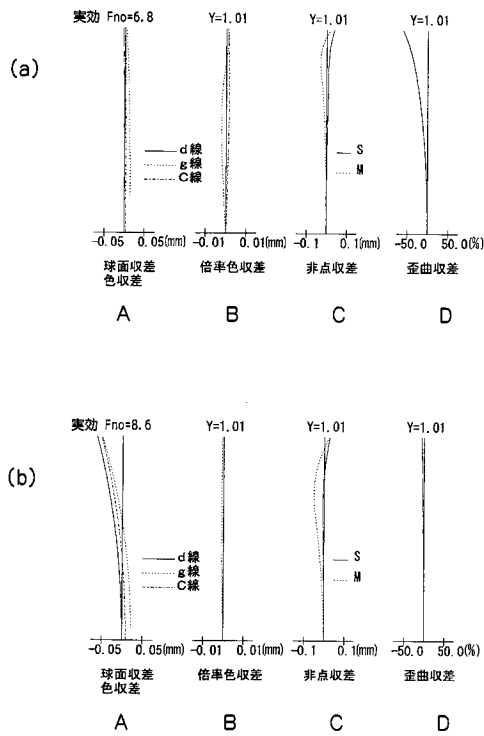 (a)
実効 Fno=6.8
Y=1.01
Y=1.01
Y=1.01
d線
g線
C線
S
M
-0.05 0.05(mm)
-0.01 0.01(mm)
-0.1 0.1(mm)
-50.0 0 50.0(%)
球面収差
色収差
倍率色収差
非点収差
歪曲収差
A
B
C
D
(b)
実効 Fno=8.6
Y=1.01
Y=1.01
Y=1.01
d線
g線
C線
S
M
-0.05 0.05(mm)
-0.01 0.01(mm)
-0.1 0.1(mm)
-50.0 0 50.0(%)
球面収差
色収差
倍率色収差
非点収差
歪曲収差
A
B
C
D